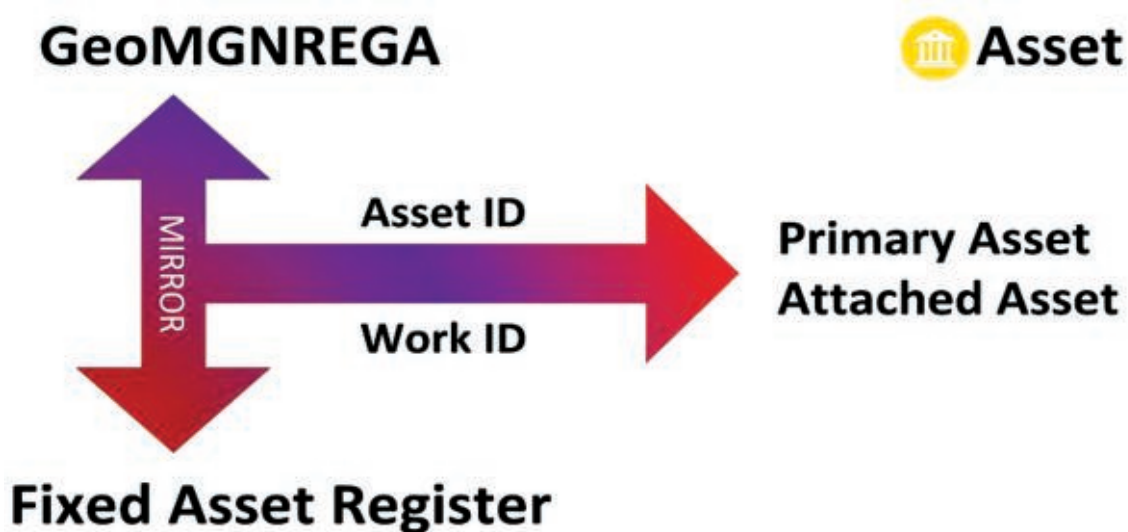 GeoMGNREGA
Asset
MIRROR
Asset ID
Work ID
Primary Asset
Attached Asset
Fixed Asset Register